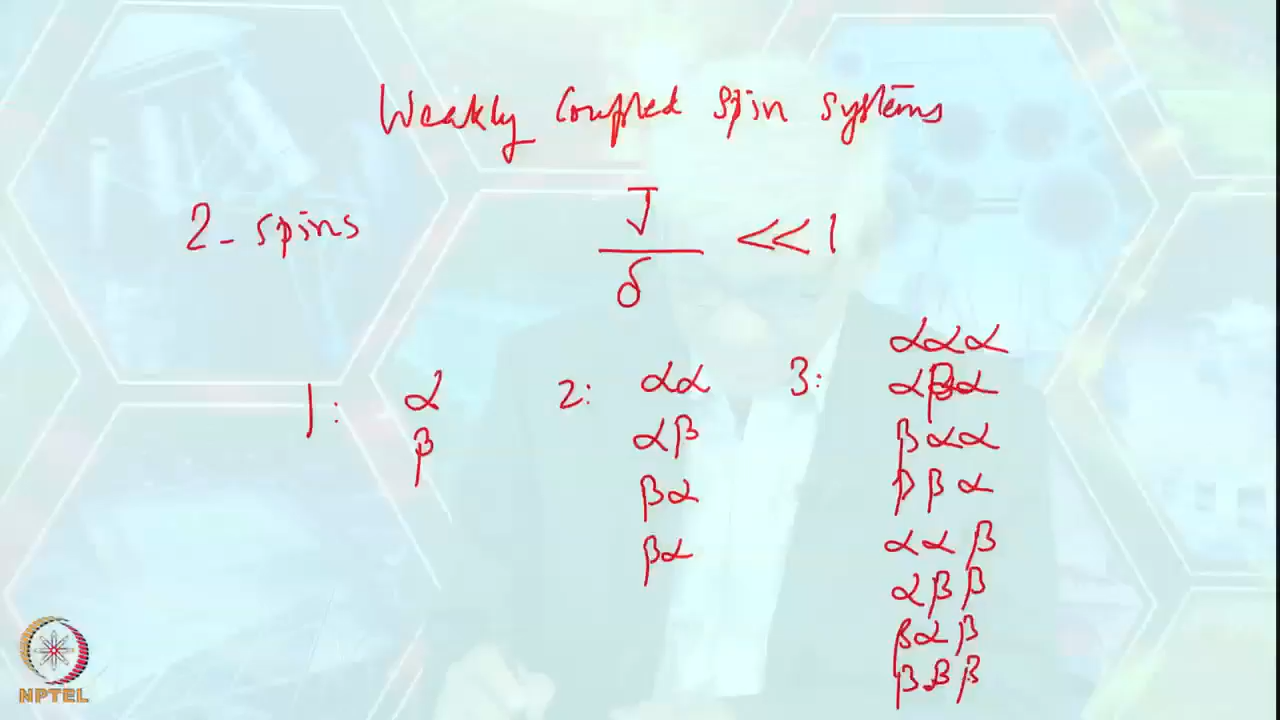 Weakly Coupled Spin Systems
2- Spins
J
δ
<<1
1:
α
β
2:
αα
αβ
βα
βα
3:
ααα
αβα
βαα
ββα
ααβ
αββ
βαβ
βββ
NPTEL